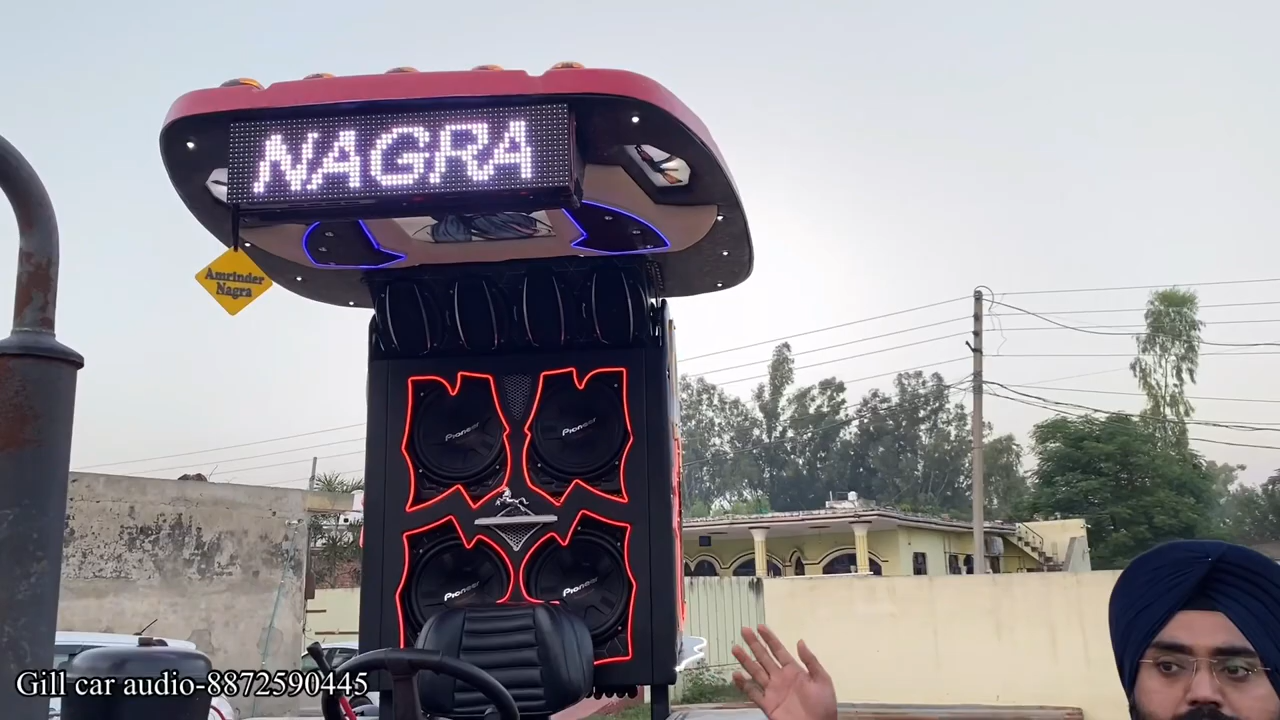 NAGRA
Amrinder
Nagra
Pioneer
Pioneer
Pioneer
Pioneer
Gill car audio-8872590445